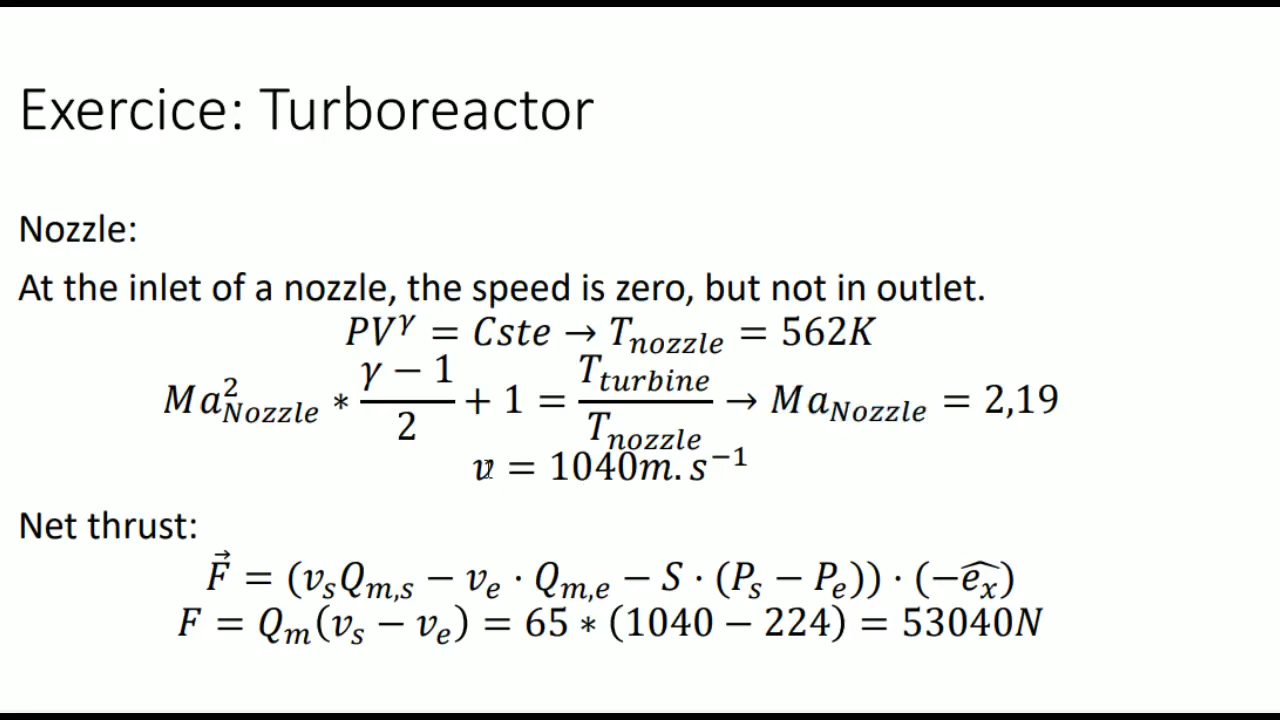 Exercice: Turboreactor
Nozzle:
At the inlet of a nozzle, the speed is zero, but not in outlet.
PV^γ = Cste → T_nozzle = 562K
Ma²_Nozzle * (γ − 1)/2 + 1 = T_turbine/T_nozzle → Ma_Nozzle = 2,19
v = 1040m.s⁻¹
Net thrust:
F⃗ = (v_s Q_m,s − v_e · Q_m,e − S · (P_s − P_e)) · (−e_x̂)
F = Q_m(v_s − v_e) = 65 * (1040 − 224) = 53040N